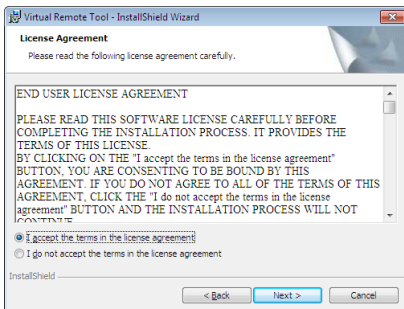 Virtual Remote Tool - InstallShield Wizard
License Agreement
Please read the following license agreement carefully.
END USER LICENSE AGREEMENT
PLEASE READ THIS SOFTWARE LICENSE CAREFULLY BEFORE
COMPLETING THE INSTALLATION PROCESS. IT PROVIDES THE
TERMS OF THIS LICENSE.
BY CLICKING ON THE "I accept the terms in the license agreement"
BUTTON, YOU ARE CONSENTING TO BE BOUND BY THIS
AGREEMENT. IF YOU DO NOT AGREE TO ALL OF THE TERMS OF THIS
AGREEMENT, CLICK THE "I do not accept the terms in the license
agreement" BUTTON AND THE INSTALLATION PROCESS WILL NOT
CONTINUE
I accept the terms in the license agreement
I do not accept the terms in the license agreement
InstallShield
< Back
Next >
Cancel